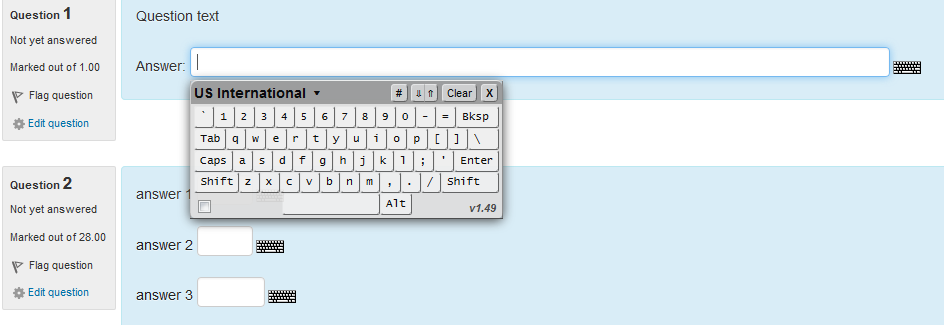 Question 1
Not yet answered
Marked out of 1.00
Flag question
Edit question
Question text
Answer:
US International # ⇓ ⇑ Clear X
` 1 2 3 4 5 6 7 8 9 0 - = Bksp
Tab q w e r t y u i o p [ ] \
Caps a s d f g h j k l ; ' Enter
Shift z x c v b n m , . / Shift
Alt
v1.49
Question 2
Not yet answered
Marked out of 28.00
Flag question
Edit question
answer 1
answer 2
answer 3